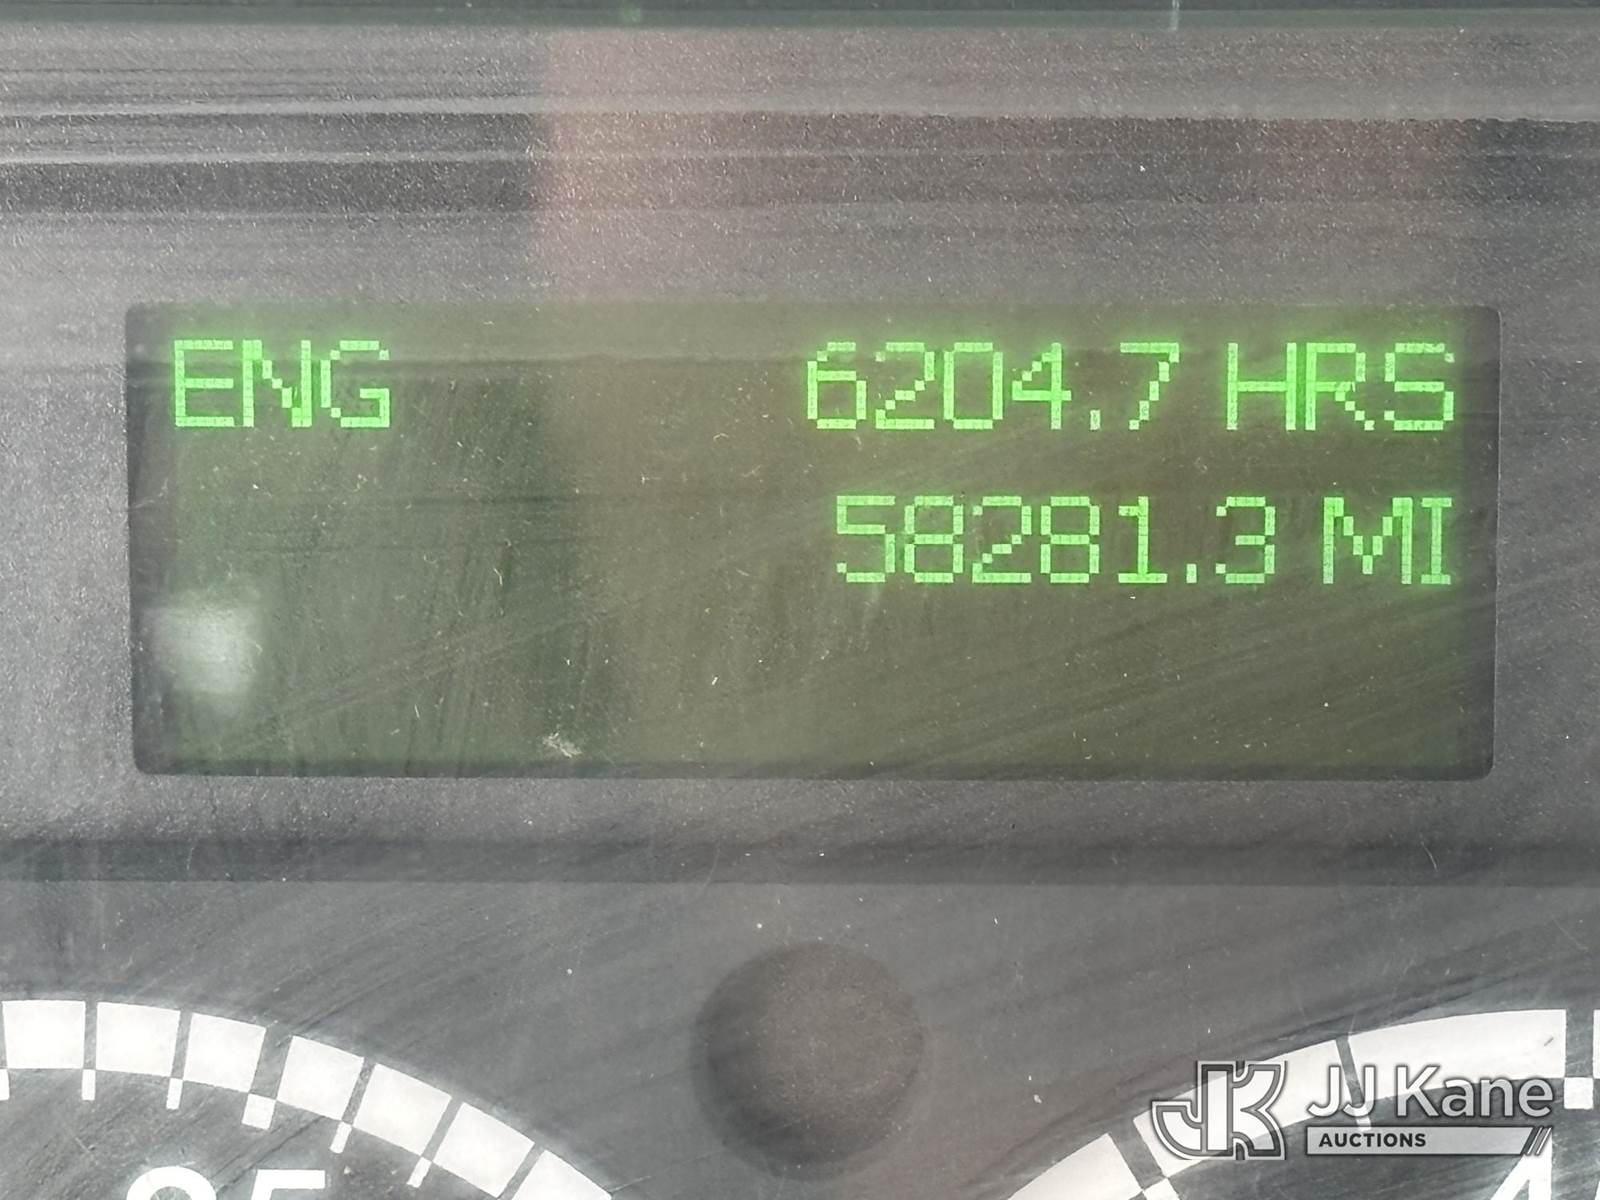 ENG 6204.7 HRS
58281.3 MI
JJ Kane
AUCTIONS